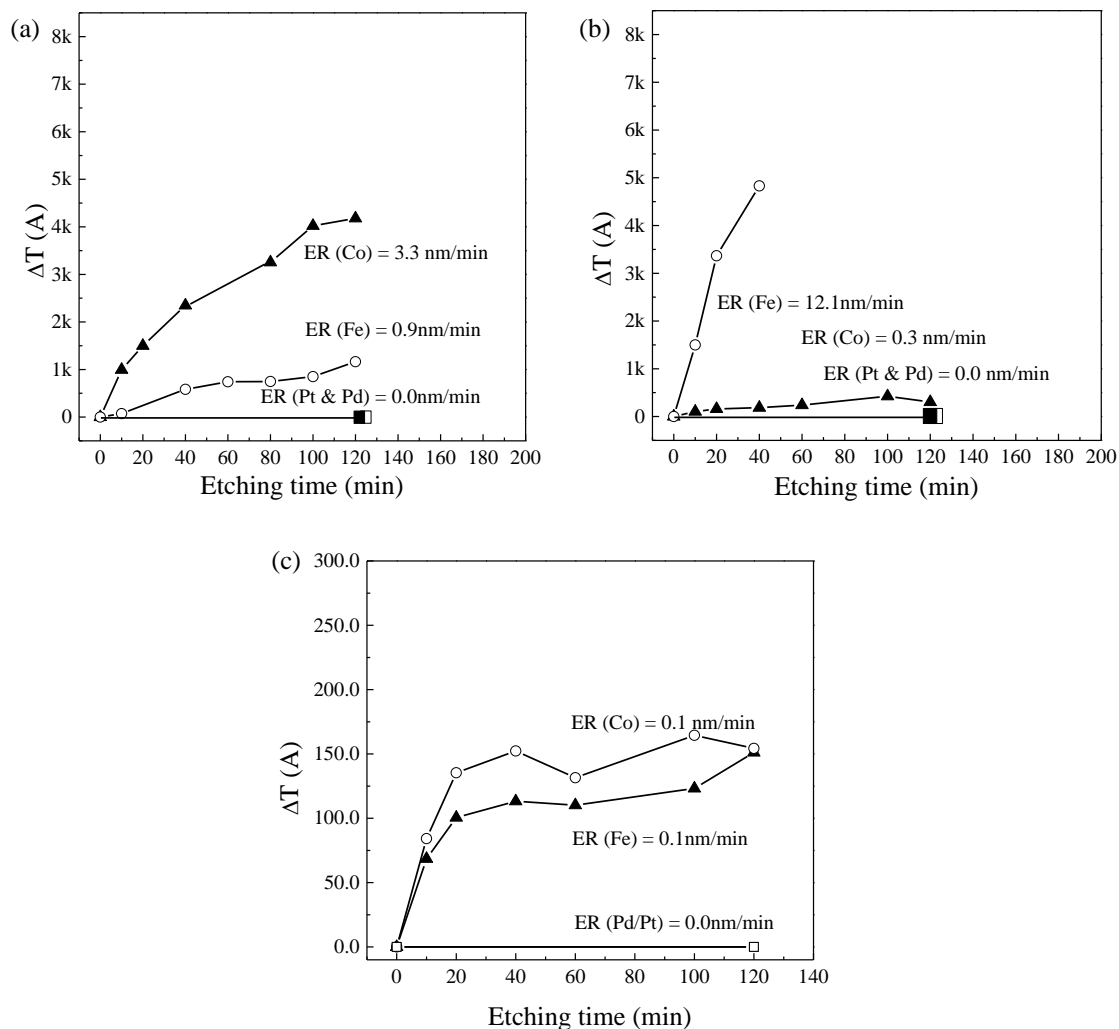 (a)
8k
7k
6k
5k
4k
3k
2k
1k
0
ΔT (A)
ER (Co) = 3.3 nm/min
ER (Fe) = 0.9nm/min
ER (Pt & Pd) = 0.0nm/min
0 20 40 60 80 100 120 140 160 180 200
Etching time (min)
(b)
8k
7k
6k
5k
4k
3k
2k
1k
0
ΔT (A)
ER (Fe) = 12.1nm/min
ER (Co) = 0.3 nm/min
ER (Pt & Pd) = 0.0 nm/min
0 20 40 60 80 100 120 140 160 180 200
Etching time (min)
(c)
300.0
250.0
200.0
150.0
100.0
50.0
0.0
ΔT (A)
ER (Co) = 0.1 nm/min
ER (Fe) = 0.1nm/min
ER (Pd/Pt) = 0.0nm/min
0 20 40 60 80 100 120 140
Etching time (min)